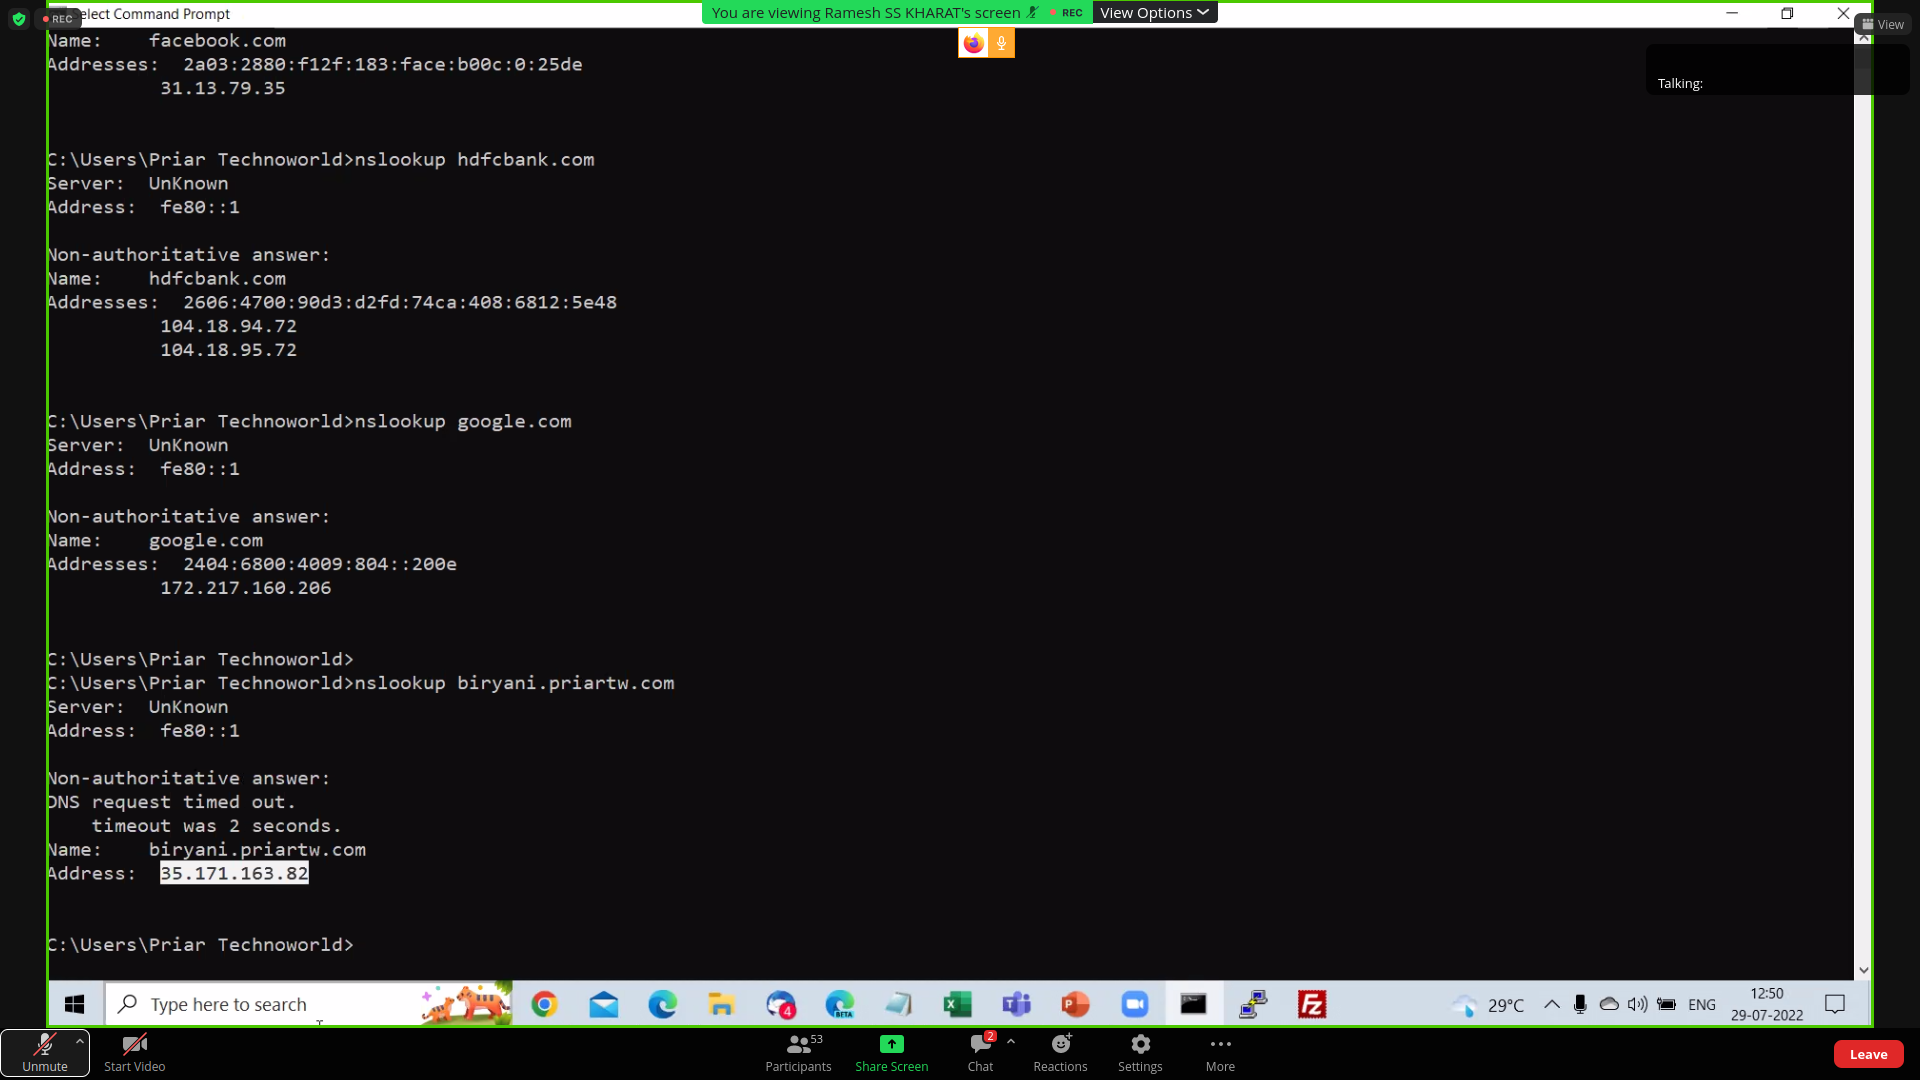 REC
Select Command Prompt
You are viewing Ramesh SS KHARAT's screen
REC
View Options
View
Talking:
Name:    facebook.com
Addresses:  2a03:2880:f12f:183:face:b00c:0:25de
31.13.79.35
C:\Users\Priar Technoworld>nslookup hdfcbank.com
Server:  UnKnown
Address:  fe80::1
Non-authoritative answer:
Name:    hdfcbank.com
Addresses:  2606:4700:90d3:d2fd:74ca:408:6812:5e48
104.18.94.72
104.18.95.72
C:\Users\Priar Technoworld>nslookup google.com
Server:  UnKnown
Address:  fe80::1
Non-authoritative answer:
Name:    google.com
Addresses:  2404:6800:4009:804::200e
172.217.160.206
C:\Users\Priar Technoworld>
C:\Users\Priar Technoworld>nslookup biryani.priartw.com
Server:  UnKnown
Address:  fe80::1
Non-authoritative answer:
DNS request timed out.
timeout was 2 seconds.
Name:    biryani.priartw.com
Address:  35.171.163.82
C:\Users\Priar Technoworld>
Type here to search
4
BETA
29°C
ENG
12:50
29-07-2022
Unmute
Start Video
53
Participants
Share Screen
2
Chat
Reactions
Settings
More
Leave